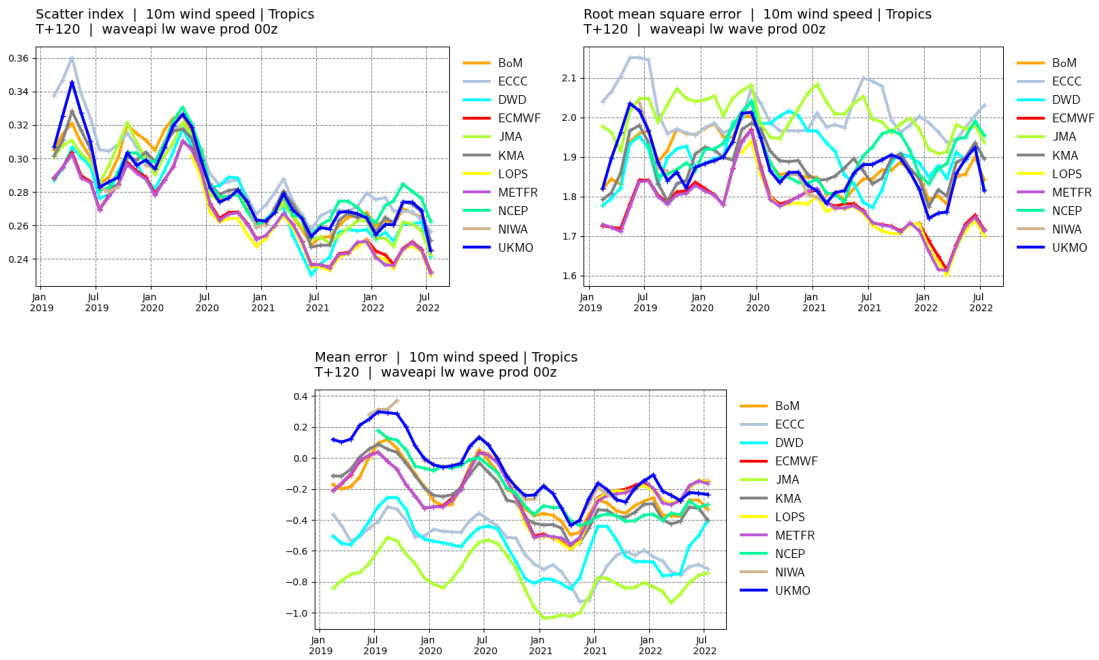 Scatter index | 10m wind speed | Tropics
T+120 | waveapi lw wave prod 00z
0.36
0.34
0.32
0.30
0.28
0.26
0.24
Jan 2019
Jul 2019
Jan 2020
Jul 2020
Jan 2021
Jul 2021
Jan 2022
Jul 2022
BoM
ECCC
DWD
ECMWF
JMA
KMA
LOPS
METFR
NCEP
NIWA
UKMO
Root mean square error | 10m wind speed | Tropics
T+120 | waveapi lw wave prod 00z
2.1
2.0
1.9
1.8
1.7
1.6
Jan 2019
Jul 2019
Jan 2020
Jul 2020
Jan 2021
Jul 2021
Jan 2022
Jul 2022
BoM
ECCC
DWD
ECMWF
JMA
KMA
LOPS
METFR
NCEP
NIWA
UKMO
Mean error | 10m wind speed | Tropics
T+120 | waveapi lw wave prod 00z
0.4
0.2
0.0
−0.2
−0.4
−0.6
−0.8
−1.0
Jan 2019
Jul 2019
Jan 2020
Jul 2020
Jan 2021
Jul 2021
Jan 2022
Jul 2022
BoM
ECCC
DWD
ECMWF
JMA
KMA
LOPS
METFR
NCEP
NIWA
UKMO